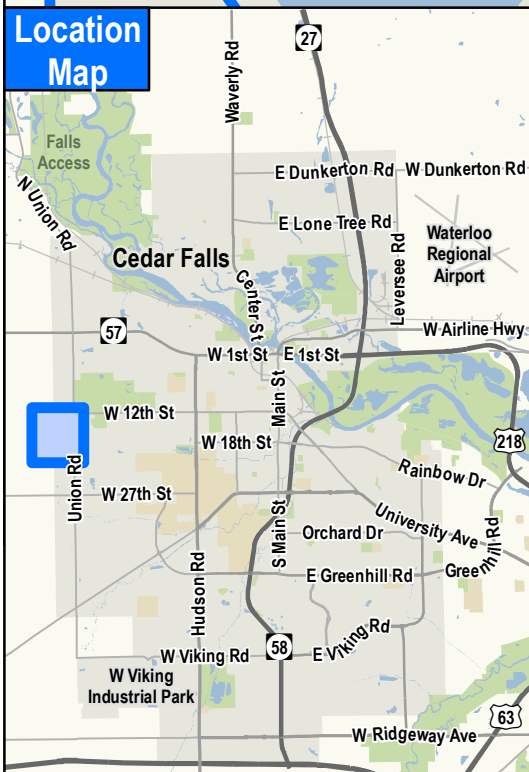 Location
Map
27
Waverly Rd
Falls
Access
E Dunkerton Rd
W Dunkerton Rd
N Union Rd
E Lone Tree Rd
Leversee Rd
Waterloo
Regional
Airport
Cedar Falls
Center St
57
W Airline Hwy
W 1st St
E 1st St
Main St
W 12th St
218
W 18th St
Rainbow Dr
Union Rd
W 27th St
University Ave
S Main St
Orchard Dr
Greenhill Rd
Hudson Rd
E Greenhill Rd
58
W Viking Rd
E Viking Rd
W Viking
Industrial Park
63
W Ridgeway Ave